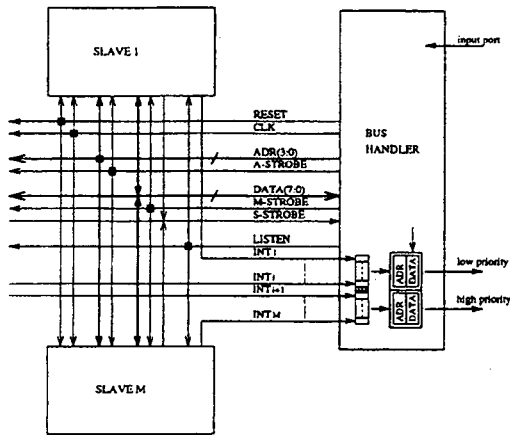 SLAVE 1
input port
RESET
CLK
BUS
HANDLER
ADR(3:0)
A-STROBE
DATA(7:0)
M-STROBE
S-STROBE
LISTEN
INT1
INTi
INTi+1
INTM
ADR
DATA
low priority
ADR
DATA
high priority
SLAVE M